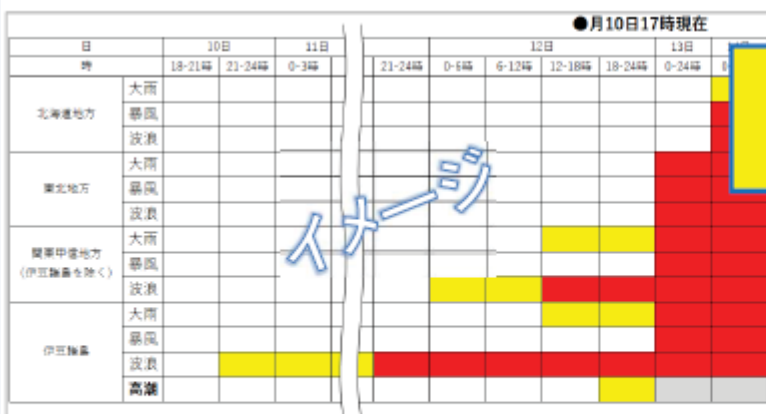 ●月10日17時現在
日 10日 11日 12日 13日
時 18-21時 21-24時 0-3時 21-24時 0-6時 6-12時 12-18時 18-24時 0-24時
北海道地方
大雨
暴風
波浪
東北地方
大雨
暴風
波浪
関東甲信地方
(伊豆諸島を除く)
大雨
暴風
波浪
伊豆諸島
大雨
暴風
波浪
高潮
イメージ